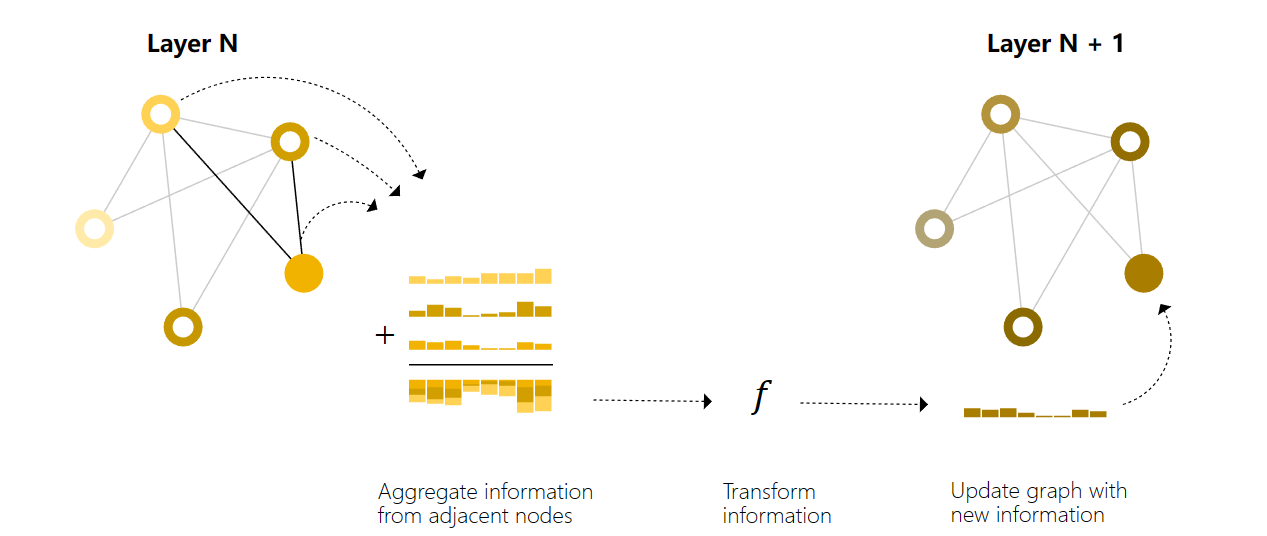 Layer N
Layer N + 1
+
f
Aggregate information
from adjacent nodes
Transform
information
Update graph with
new information